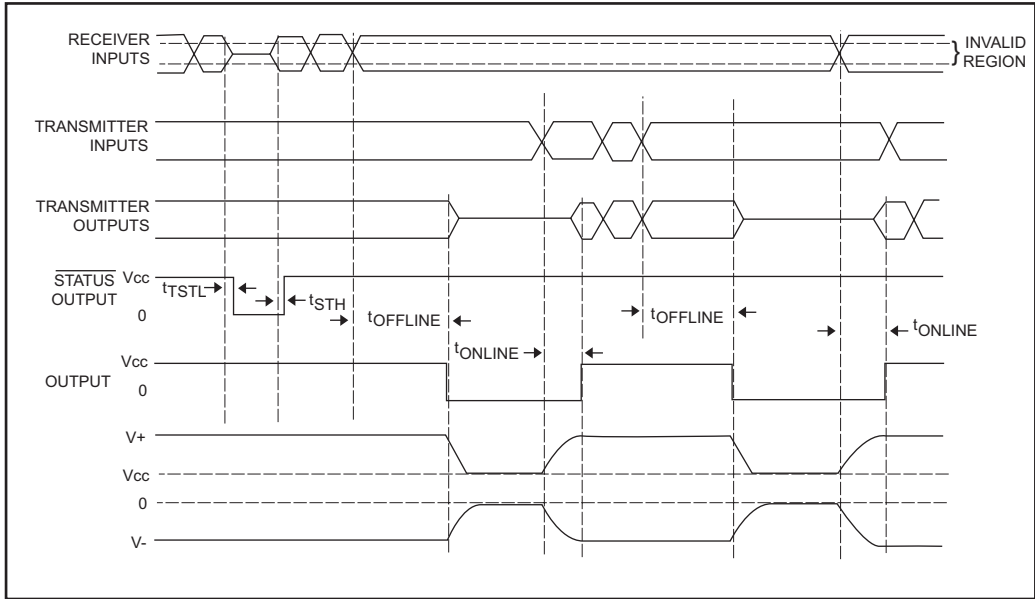 RECEIVER
INPUTS
INVALID
REGION
TRANSMITTER
INPUTS
TRANSMITTER
OUTPUTS
STATUS
OUTPUT
Vcc
0
tTSTL
tSTH
tOFFLINE
tOFFLINE
tONLINE
tONLINE
OUTPUT
Vcc
0
V+
Vcc
0
V-